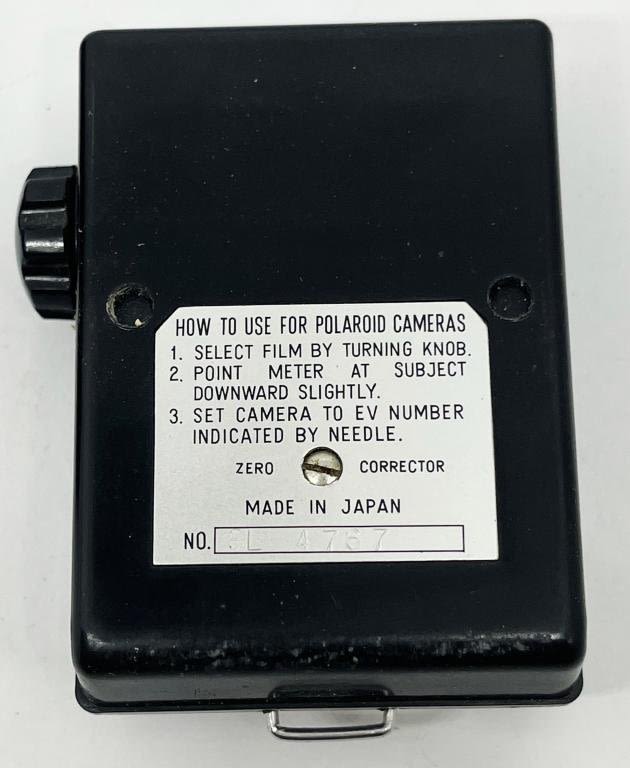 HOW TO USE FOR POLAROID CAMERAS
1. SELECT FILM BY TURNING KNOB.
2. POINT METER AT SUBJECT
DOWNWARD SLIGHTLY.
3. SET CAMERA TO EV NUMBER
INDICATED BY NEEDLE.
ZERO CORRECTOR
MADE IN JAPAN
NO. 4767